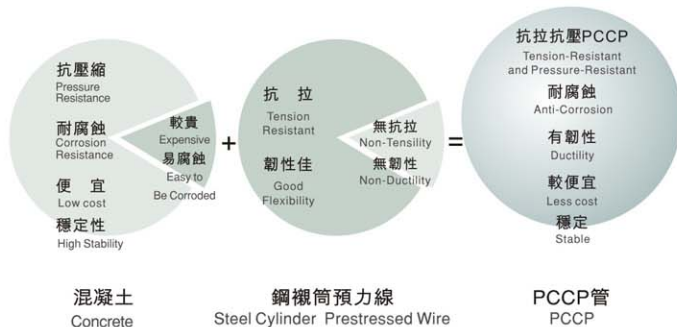 抗壓縮
Pressure
Resistance
耐腐蝕
Corrosion
Resistance
便 宜
Low cost
穩定性
High Stability
較貴
Expensive
易腐蝕
Easy to
Be Corroded
+
抗 拉
Tension
Resistant
韌性佳
Good
Flexibility
無抗拉
Non-Tensility
無韌性
Non-Ductility
=
抗拉抗壓PCCP
Tension-Resistant
and Pressure-Resistant
耐腐蝕
Anti-Corrosion
有韌性
Ductility
較便宜
Less cost
穩定
Stable
混凝土
Concrete
鋼襯筒預力線
Steel Cylinder Prestressed Wire
PCCP管
PCCP